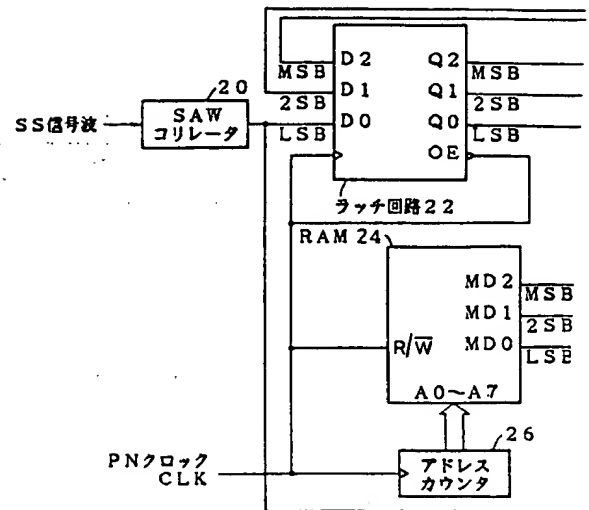 D2 Q2
MSB MSB
20
D1 Q1
SAW
コリレータ
2SB 2SB
SS信号波
D0 Q0
LSB LSB
OE
ラッチ回路22
RAM 24
MD2
MSB
MD1
2SB
R/W̅
MD0
LSB
A0～A7
26
PNクロック
CLK
アドレス
カウンタ